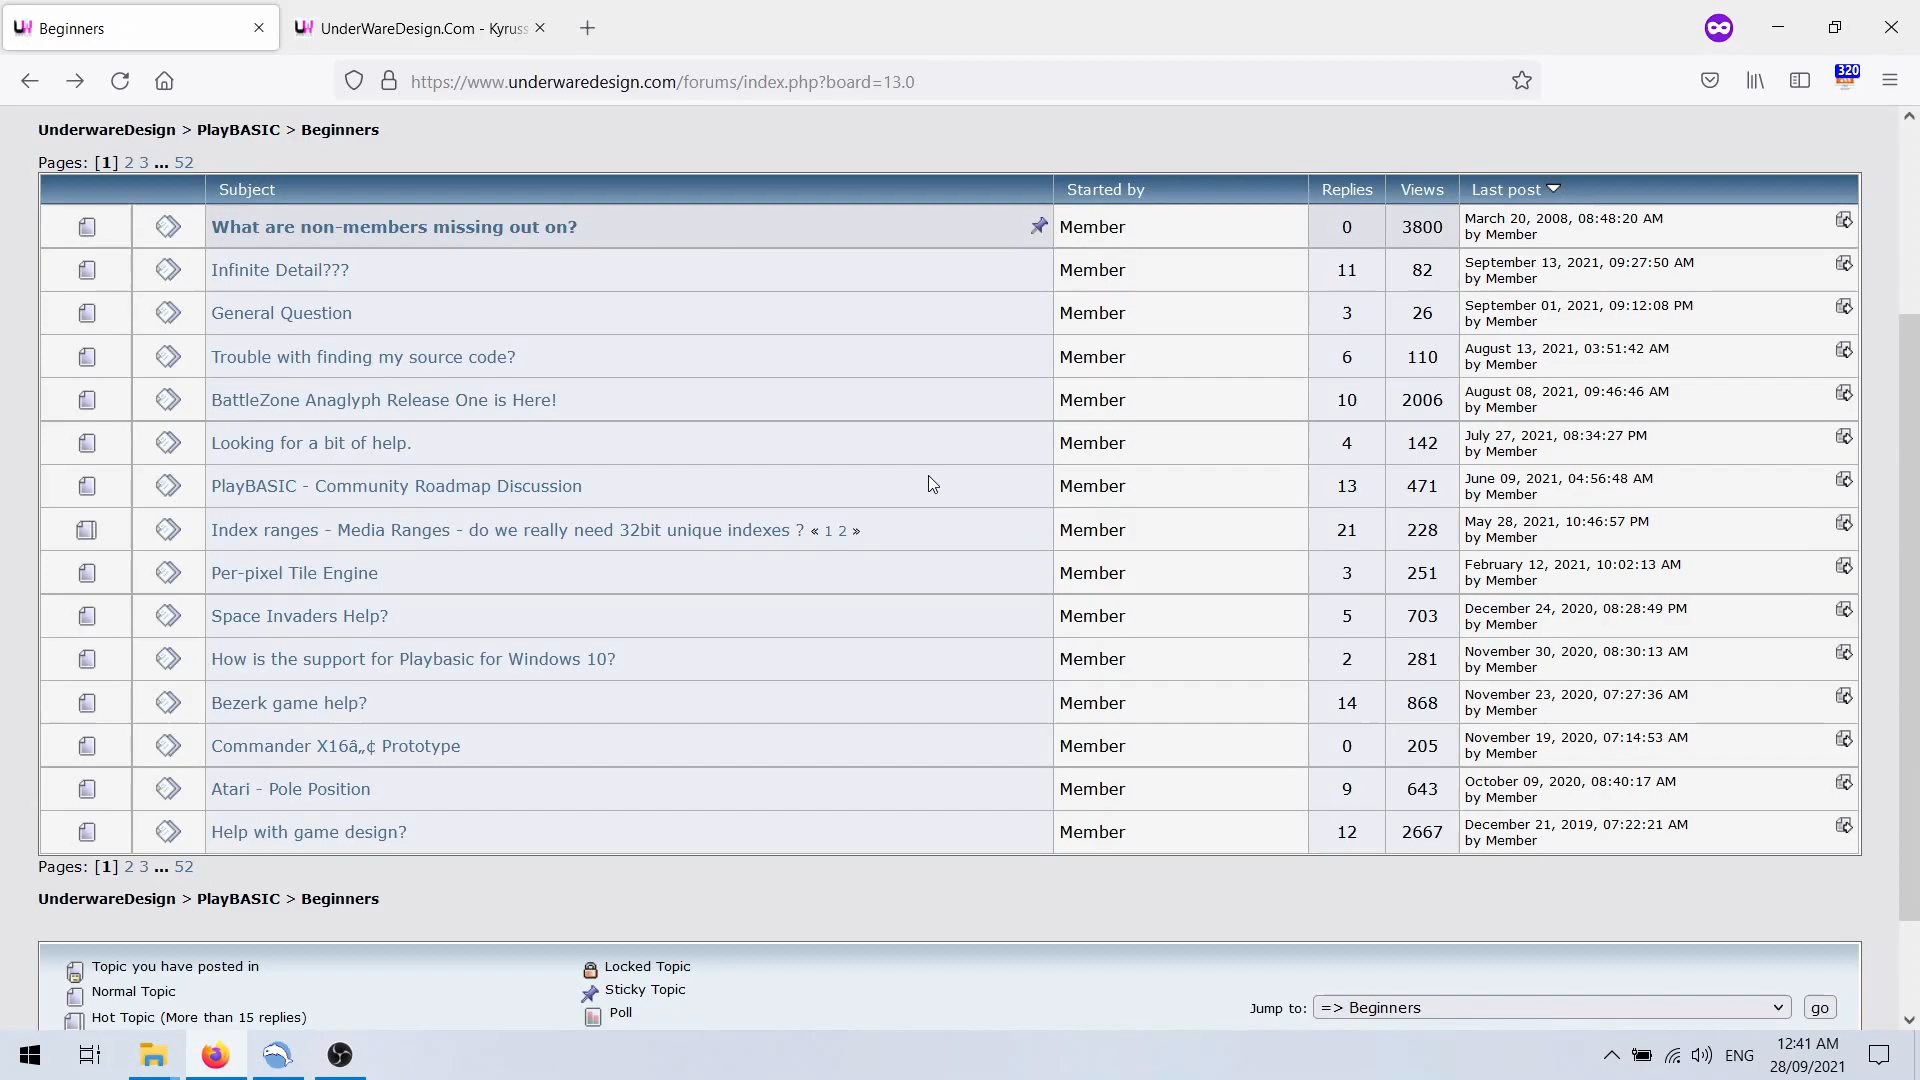 Beginners
UnderWareDesign.Com - Kyruss
320
https://www.underwaredesign.com/forums/index.php?board=13.0
UnderwareDesign > PlayBASIC > Beginners
Pages: [1] 2 3 ... 52
Subject Started by Replies Views Last post
What are non-members missing out on? Member 0 3800 March 20, 2008, 08:48:20 AM
by Member
Infinite Detail??? Member 11 82 September 13, 2021, 09:27:50 AM
by Member
General Question Member 3 26 September 01, 2021, 09:12:08 PM
by Member
Trouble with finding my source code? Member 6 110 August 13, 2021, 03:51:42 AM
by Member
BattleZone Anaglyph Release One is Here! Member 10 2006 August 08, 2021, 09:46:46 AM
by Member
Looking for a bit of help. Member 4 142 July 27, 2021, 08:34:27 PM
by Member
PlayBASIC - Community Roadmap Discussion Member 13 471 June 09, 2021, 04:56:48 AM
by Member
Index ranges - Media Ranges - do we really need 32bit unique indexes ? « 1 2 » Member 21 228 May 28, 2021, 10:46:57 PM
by Member
Per-pixel Tile Engine Member 3 251 February 12, 2021, 10:02:13 AM
by Member
Space Invaders Help? Member 5 703 December 24, 2020, 08:28:49 PM
by Member
How is the support for Playbasic for Windows 10? Member 2 281 November 30, 2020, 08:30:13 AM
by Member
Bezerk game help? Member 14 868 November 23, 2020, 07:27:36 AM
by Member
Commander X16â„¢ Prototype Member 0 205 November 19, 2020, 07:14:53 AM
by Member
Atari - Pole Position Member 9 643 October 09, 2020, 08:40:17 AM
by Member
Help with game design? Member 12 2667 December 21, 2019, 07:22:21 AM
by Member
Pages: [1] 2 3 ... 52
UnderwareDesign > PlayBASIC > Beginners
Topic you have posted in
Normal Topic
Hot Topic (More than 15 replies)
Locked Topic
Sticky Topic
Poll
Jump to: => Beginners go
ENG
12:41 AM
28/09/2021